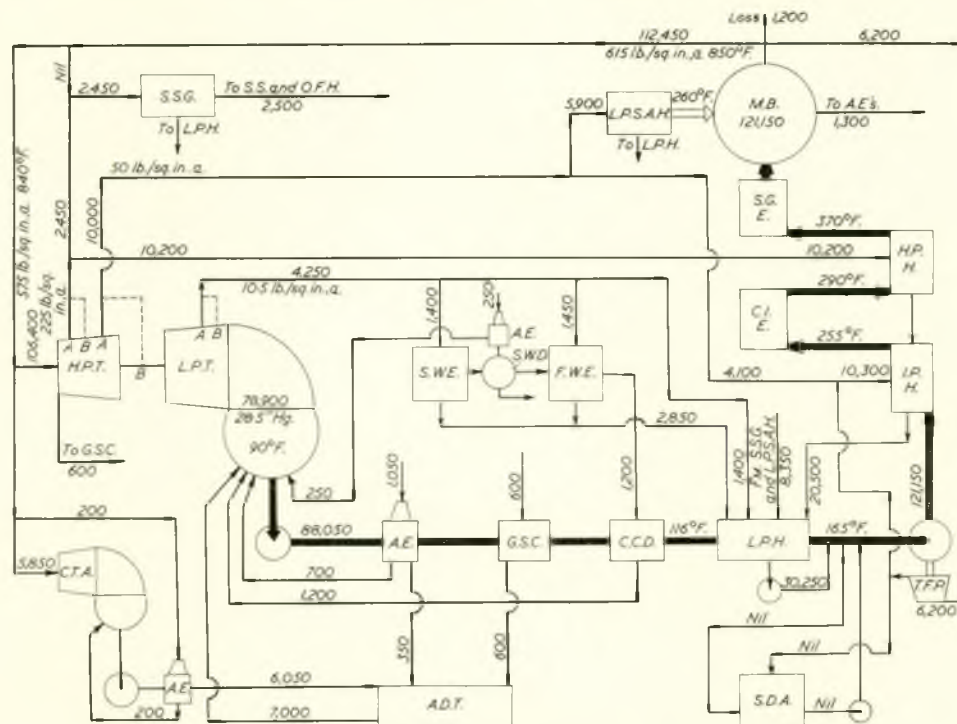 Loss 1,200
112,450
6,200
615 lb/sq in.,a 850°F.
Nil
2,450
S.S.G.
To S.S. and O.F.H.
2,500
To L.P.H.
5,900
L.P.S.A.H.
260°F.
To L.P.H.
M.B.
121,150
To A.E's.
1,300
50 lb./sq in.,a.
106,400
575 lb/sq in.,a 840°F.
225 lb/sq in.,a
2,450
10,000
S.G.
E.
370°F.
10,200
10,200
H.P.
H.
4,250
10.5 lb/sq in.,a.
290°F.
C.I.
E.
255°F.
1,400
250
1,450
A.E.
A B A
H.P.T.
B
A B
L.P.T.
S.W.E.
S.W.D.
F.W.E.
4,100
10,300
I.P.
H.
78,900
28.5" Hg.
90°F.
2,850
To G.S.C.
600
250
1,050
600
1,200
1,400
Fm. S.S.G.
and L.P.S.A.H.
8,350
20,500
121,150
200
88,050
A.E.
G.S.C.
C.C.D.
116°F.
L.P.H.
165°F.
5,850
C.T.A.
700
1,200
30,250
T.F.P.
6,200
350
600
Nil
Nil
A.E.
200
6,050
7,000
A.D.T.
S.D.A.
Nil